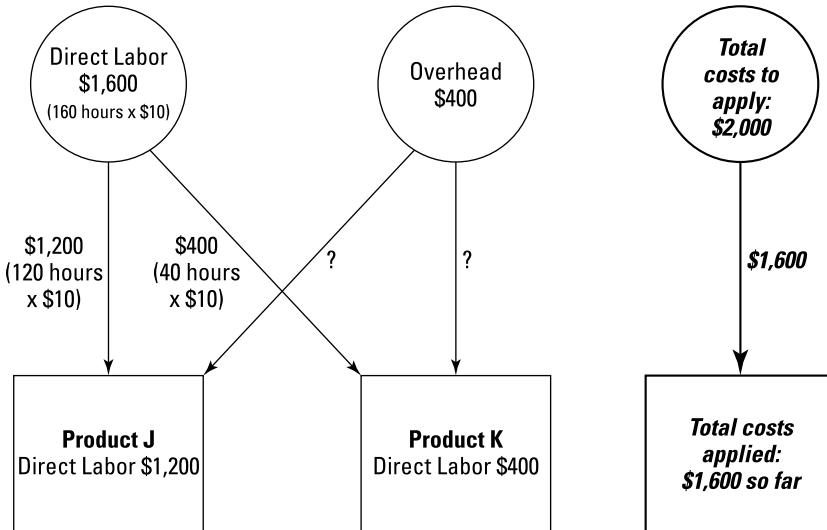 Direct Labor
$1,600
(160 hours x $10)
Overhead
$400
Total
costs to
apply:
$2,000
$1,200
(120 hours
x $10)
$400
(40 hours
x $10)
?
?
$1,600
Product J
Direct Labor $1,200
Product K
Direct Labor $400
Total costs
applied:
$1,600 so far